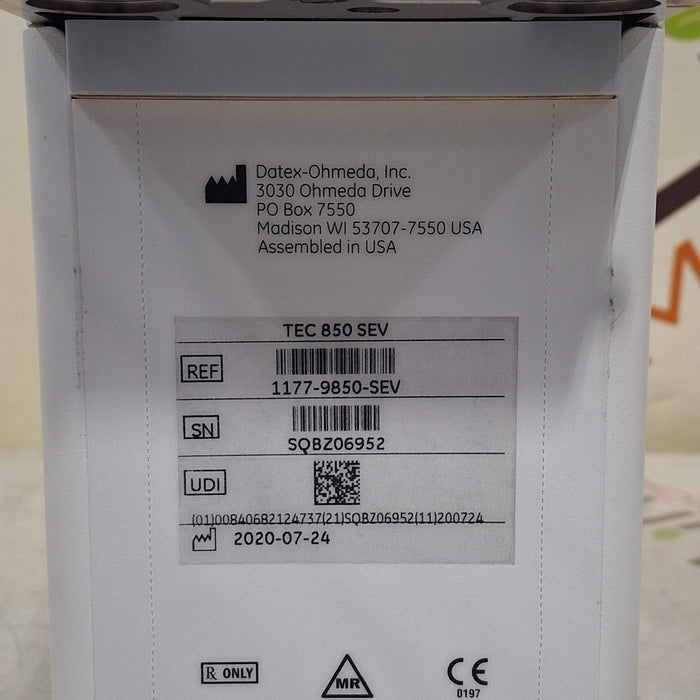 Datex-Ohmeda, Inc.
3030 Ohmeda Drive
PO Box 7550
Madison WI 53707-7550 USA
Assembled in USA
TEC 850 SEV
REF
1177-9850-SEV
SN
SQBZ06952
UDI
(01)00840682124737(21)SQBZ06952(11)200724
2020-07-24
℞ ONLY
MR
CE
0197